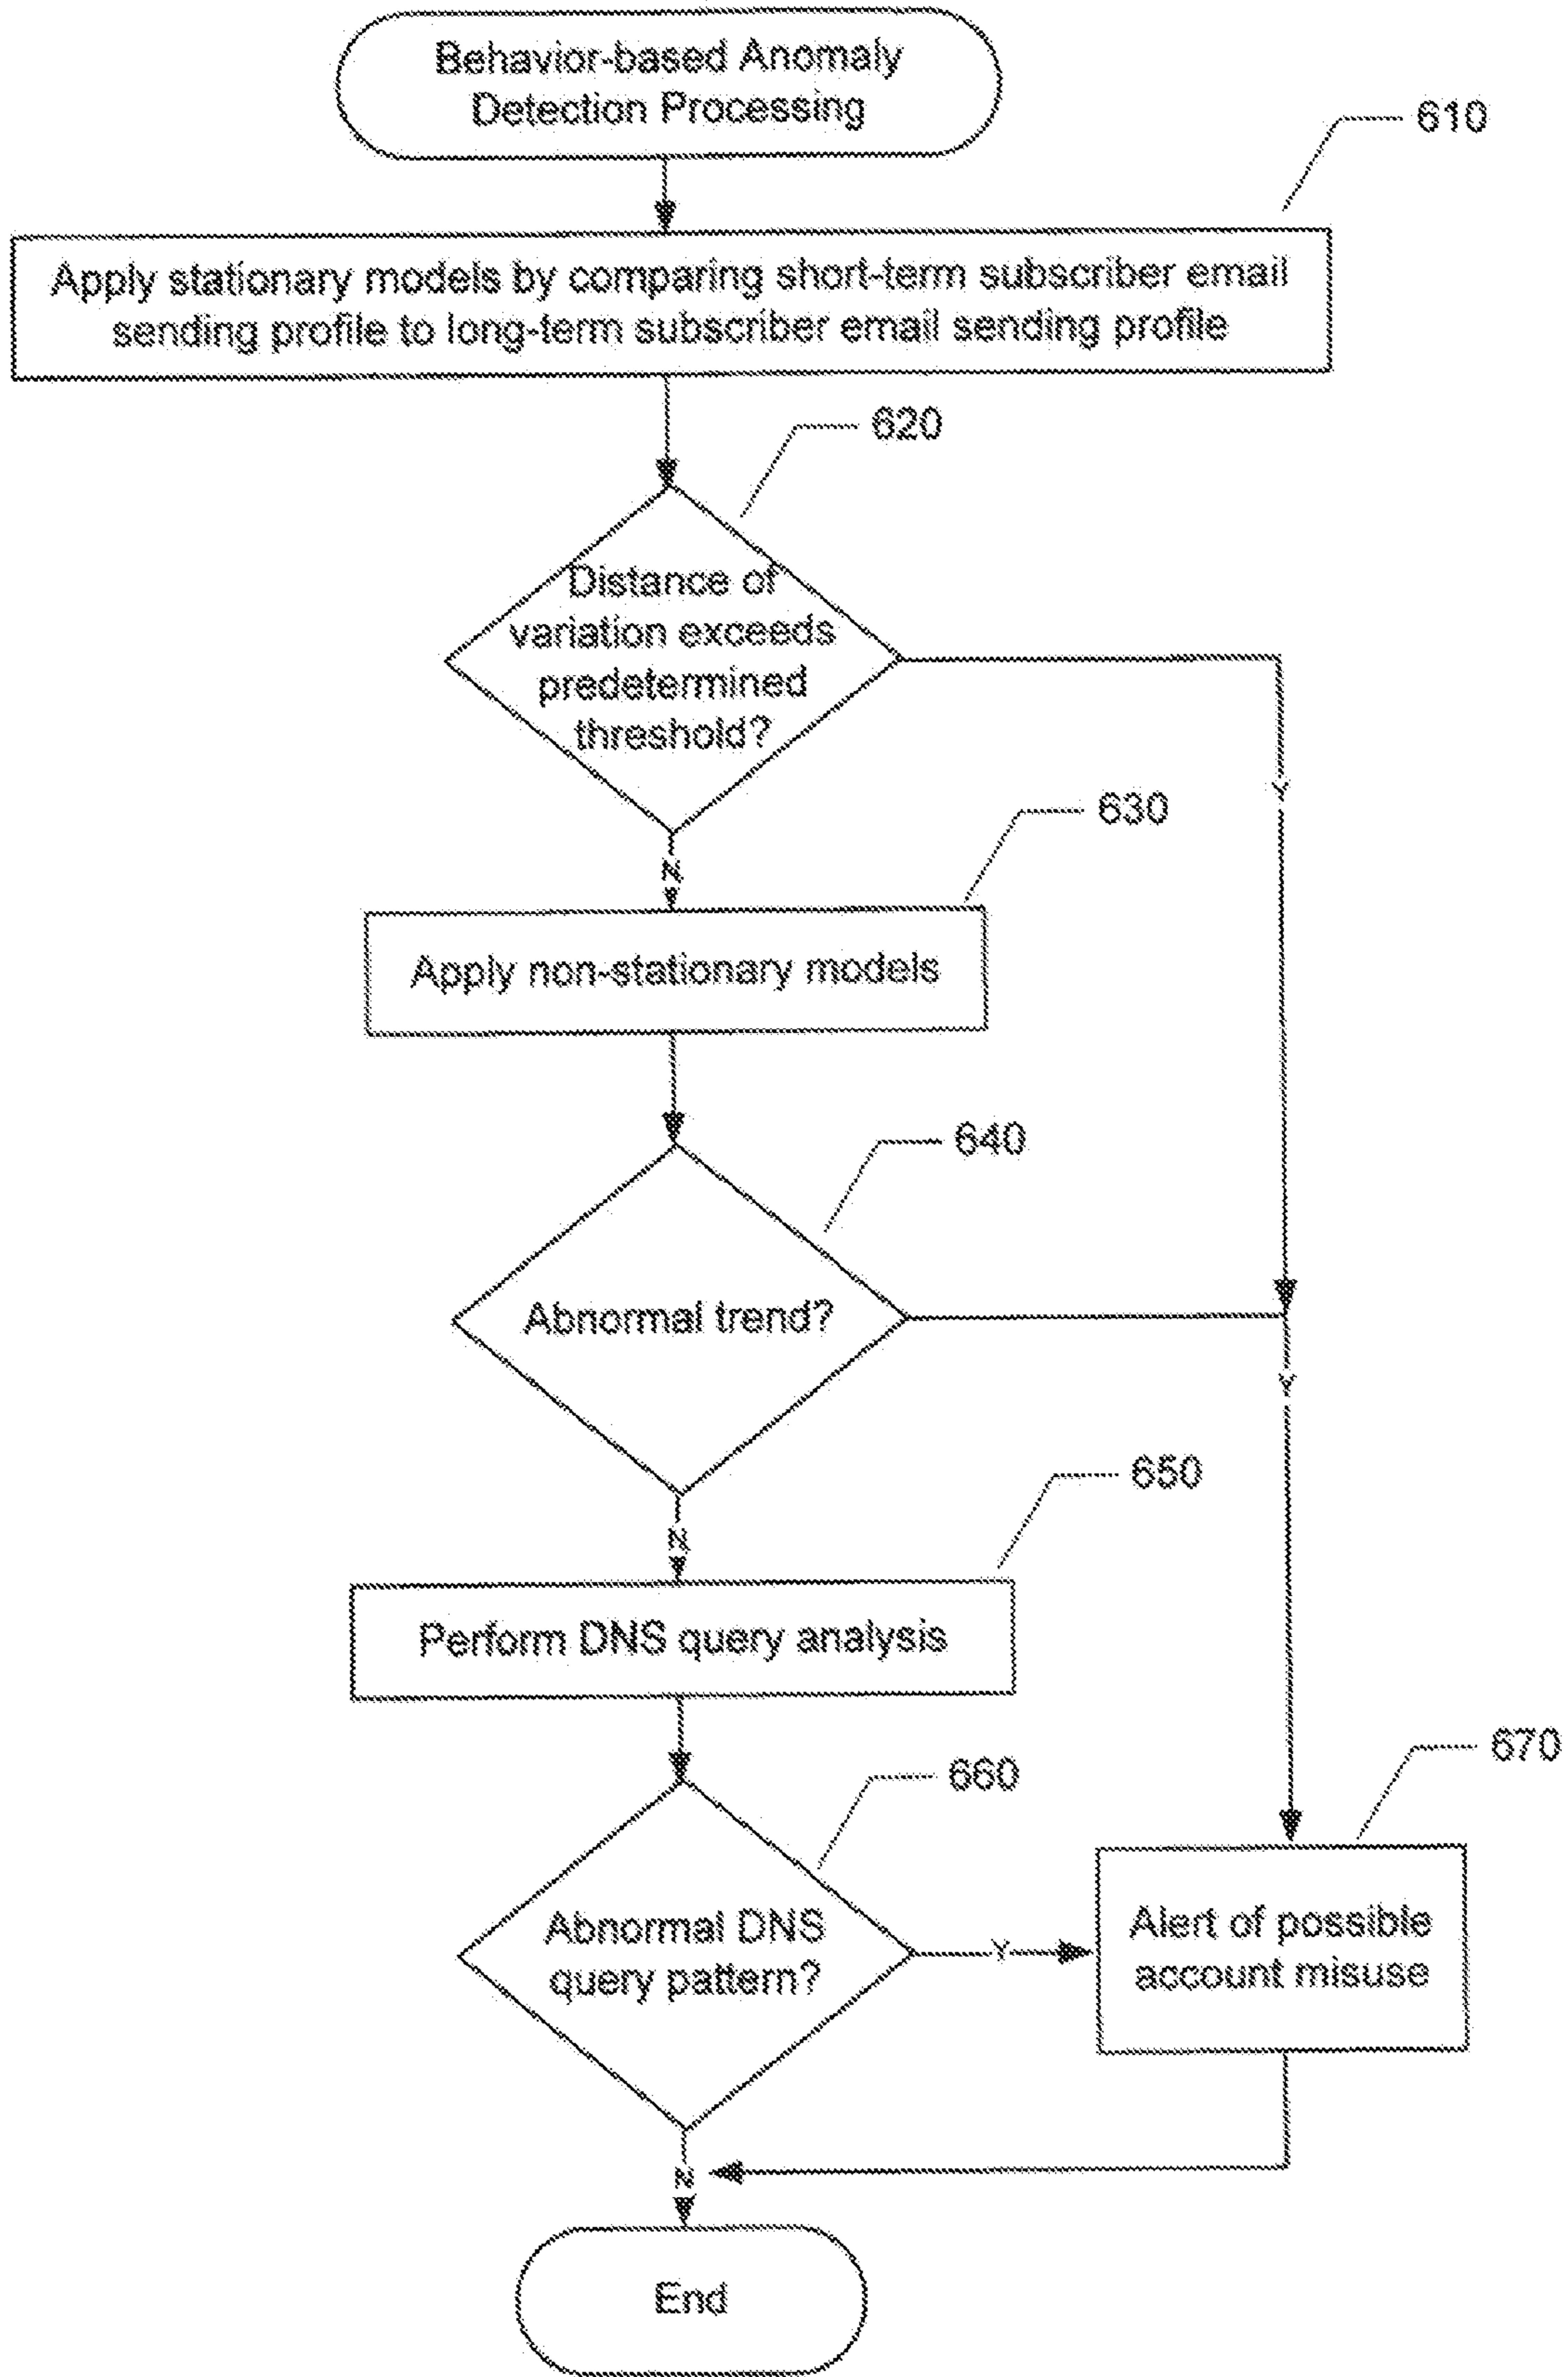 Behavior-based Anomaly
Detection Processing
610
Apply stationary models by comparing short-term subscriber email
sending profile to long-term subscriber email sending profile
620
Distance of
variation exceeds
predetermined
threshold?
Y
N
630
Apply non-stationary models
640
Abnormal trend?
Y
N
650
Perform DNS query analysis
660
Abnormal DNS
query pattern?
Y
670
Alert of possible
account misuse
N
End